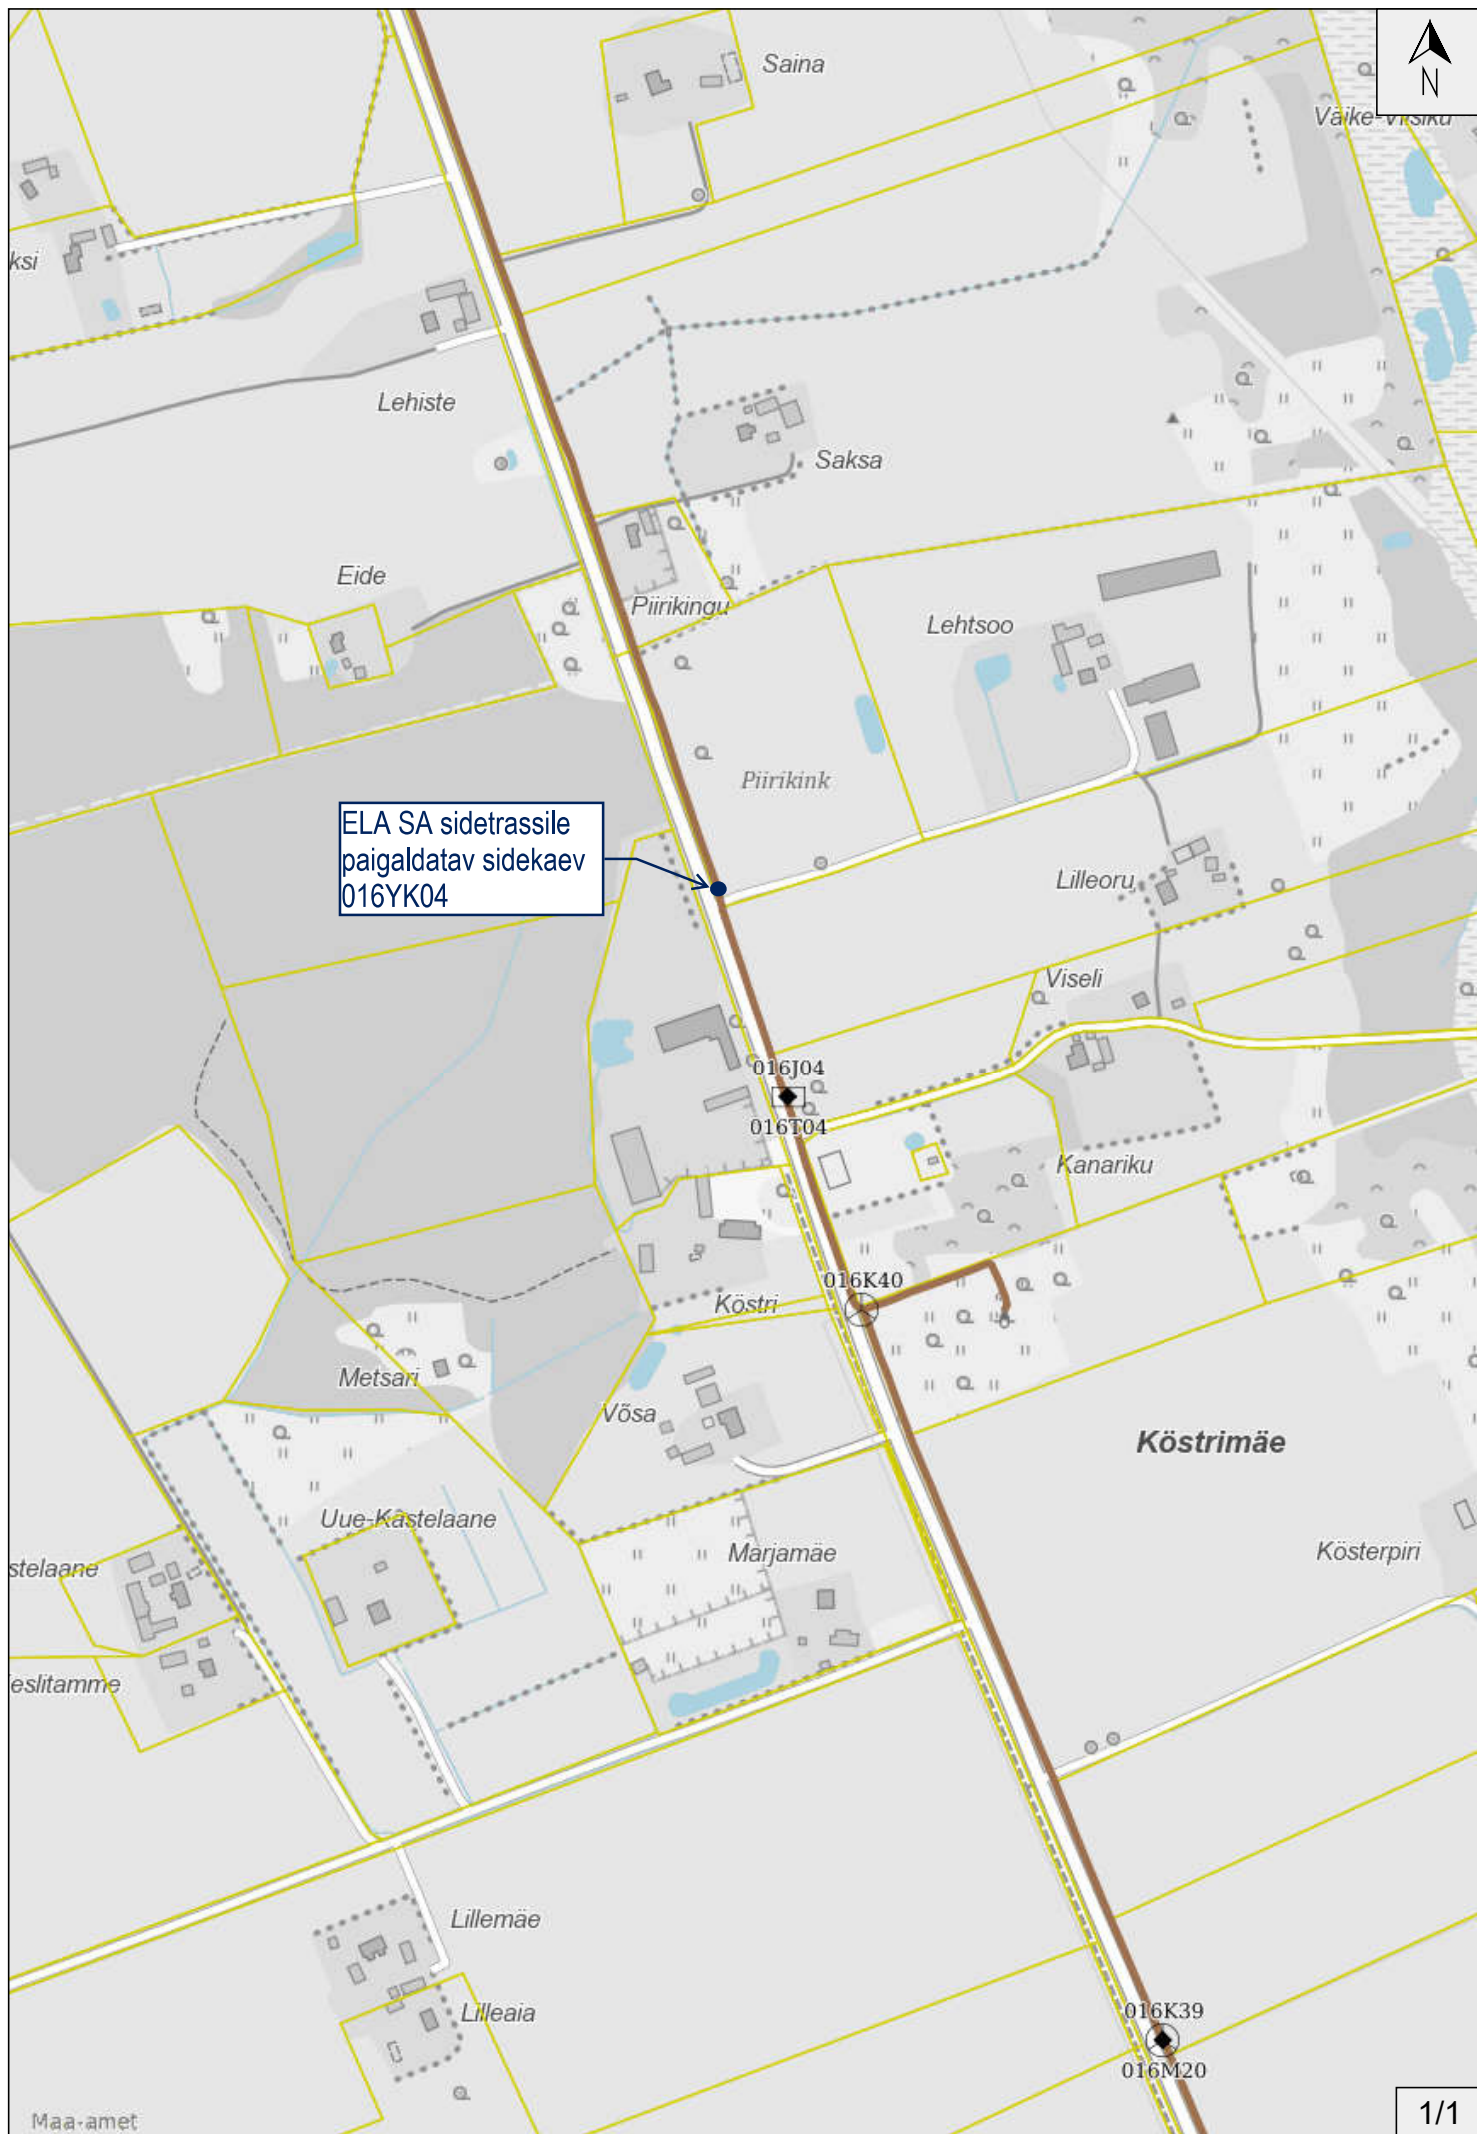 N
Saina
Väike-Virsiku
ksi
Lehiste
Saksa
Eide
Piirikingu
Lehtsoo
Piirikink
ELA SA sidetrassile
paigaldatav sidekaev
016YK04
Lilleoru
Viseli
016J04
016T04
Kanariku
016K40
Köstri
Metsari
Võsa
Köstrimäe
Uue-Kästelaane
Marjamäe
Kösterpiri
stelaane
eslitamme
Lillemäe
Lilleaia
016K39
016M20
Maa-amet
1/1